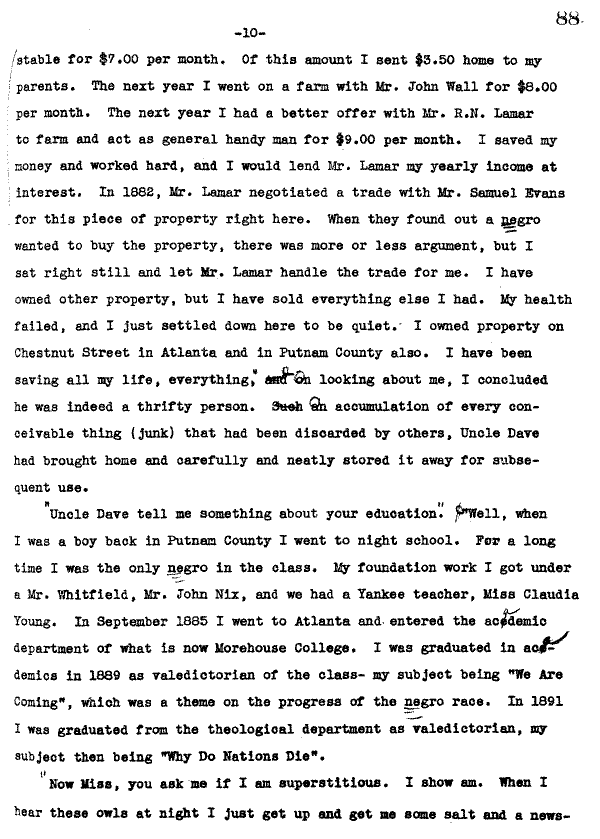 88.
-10-
stable for $7.00 per month. Of this amount I sent $3.50 home to my
parents. The next year I went on a farm with Mr. John Wall for $8.00
per month. The next year I had a better offer with Mr. R.N. Lamar
to farm and act as general handy man for $9.00 per month. I saved my
money and worked hard, and I would lend Mr. Lamar my yearly income at
interest. In 1882, Mr. Lamar negotiated a trade with Mr. Samuel Evans
for this piece of property right here. When they found out a negro
wanted to buy the property, there was more or less argument, but I
sat right still and let Mr. Lamar handle the trade for me. I have
owned other property, but I have sold everything else I had. My health
failed, and I just settled down here to be quiet. I owned property on
Chestnut Street in Atlanta and in Putnam County also. I have been
saving all my life, everything," and On looking about me, I concluded
he was indeed a thrifty person. Such An accumulation of every con-
ceivable thing (junk) that had been discarded by others, Uncle Dave
had brought home and carefully and neatly stored it away for subse-
quent use.
"Uncle Dave tell me something about your education." "Well, when
I was a boy back in Putnam County I went to night school. For a long
time I was the only negro in the class. My foundation work I got under
a Mr. Whitfield, Mr. John Nix, and we had a Yankee teacher, Miss Claudia
Young. In September 1885 I went to Atlanta and entered the academic
department of what is now Morehouse College. I was graduated in aca-
demics in 1889 as valedictorian of the class- my subject being "We Are
Coming", which was a theme on the progress of the negro race. In 1891
I was graduated from the theological department as valedictorian, my
subject then being "Why Do Nations Die".
"Now Miss, you ask me if I am superstitious. I show am. When I
hear these owls at night I just get up and get me some salt and a news-